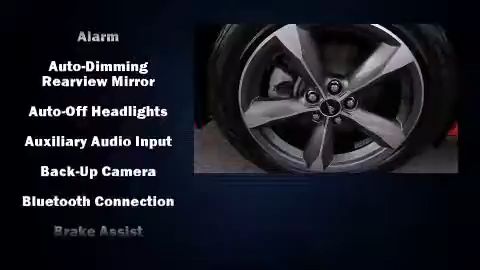 Alarm
Auto-Dimming
Rearview Mirror
Auto-Off Headlights
Auxiliary Audio Input
Back-Up Camera
Bluetooth Connection
Brake Assist